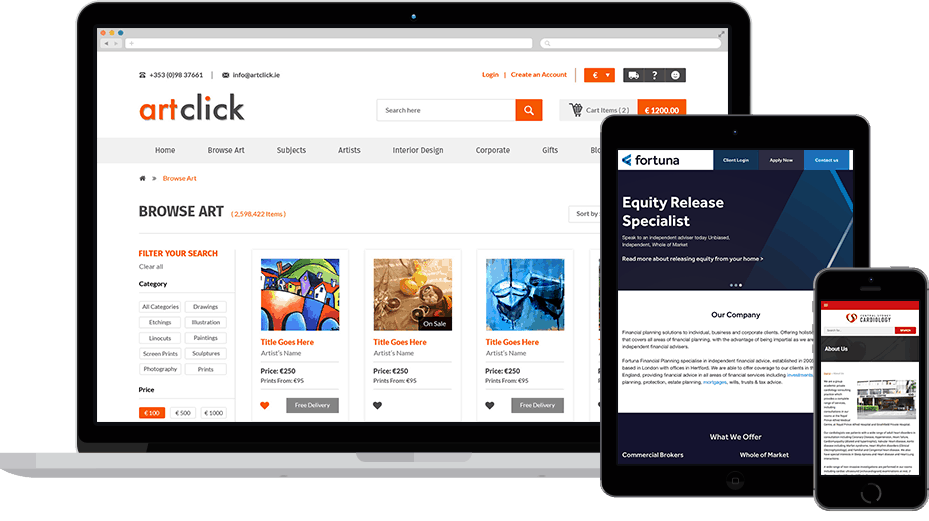 +353 (0)98 37661 | info@artclick.ie
Login | Create an Account
€
?
artclick
Search here
Cart Items ( 2 ) € 1200.00
Home Browse Art Subjects Artists Interior Design Corporate Gifts
» Browse Art
BROWSE ART ( 2,598,422 Items )
Sort by
FILTER YOUR SEARCH
Clear all
Category
All Categories Drawings
Etchings Illustration
Linocuts Paintings
Screen Prints Sculptures
Photography Prints
Price
€ 100 € 500 € 1000
Title Goes Here
Artist's Name
Price: €250
Prints From: €95
Free Delivery
On Sale
Title Goes Here
Artist's Name
Price: €250
Prints From: €95
Free Delivery
Title Goes Here
Artist's Name
Price: €250
Prints From: €95
Free Delivery
fortuna
Client Login Apply Now Contact us
Equity Release
Specialist
Speak to an independent adviser today Unbiased,
Independent, Whole of Market
Read more about releasing equity from your home >
Our Company
Financial planning solutions to individual, business and corporate clients. Offering
that covers of all areas of financial, with the advantage of being impartial as we
independent financial advisers.
Fortuna Financial Planning specialise in independent financial advice, established in
based in London with offices in Hertford. We are able to offer coverage to our clients in
England, providing financial advice in all areas of financial services including
planning, protection, estate planning, mortgages, wills, trusts & tax advice.
What We Offer
Commercial Brokers Whole of Market
CARDIOLOGY
SEARCH
About Us